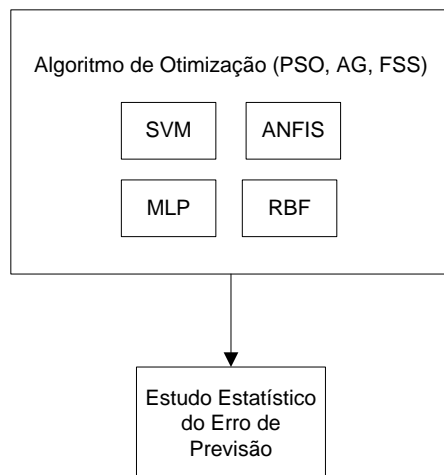 Algoritmo de Otimização (PSO, AG, FSS)
SVM
ANFIS
MLP
RBF
Estudo Estatístico
do Erro de
Previsão